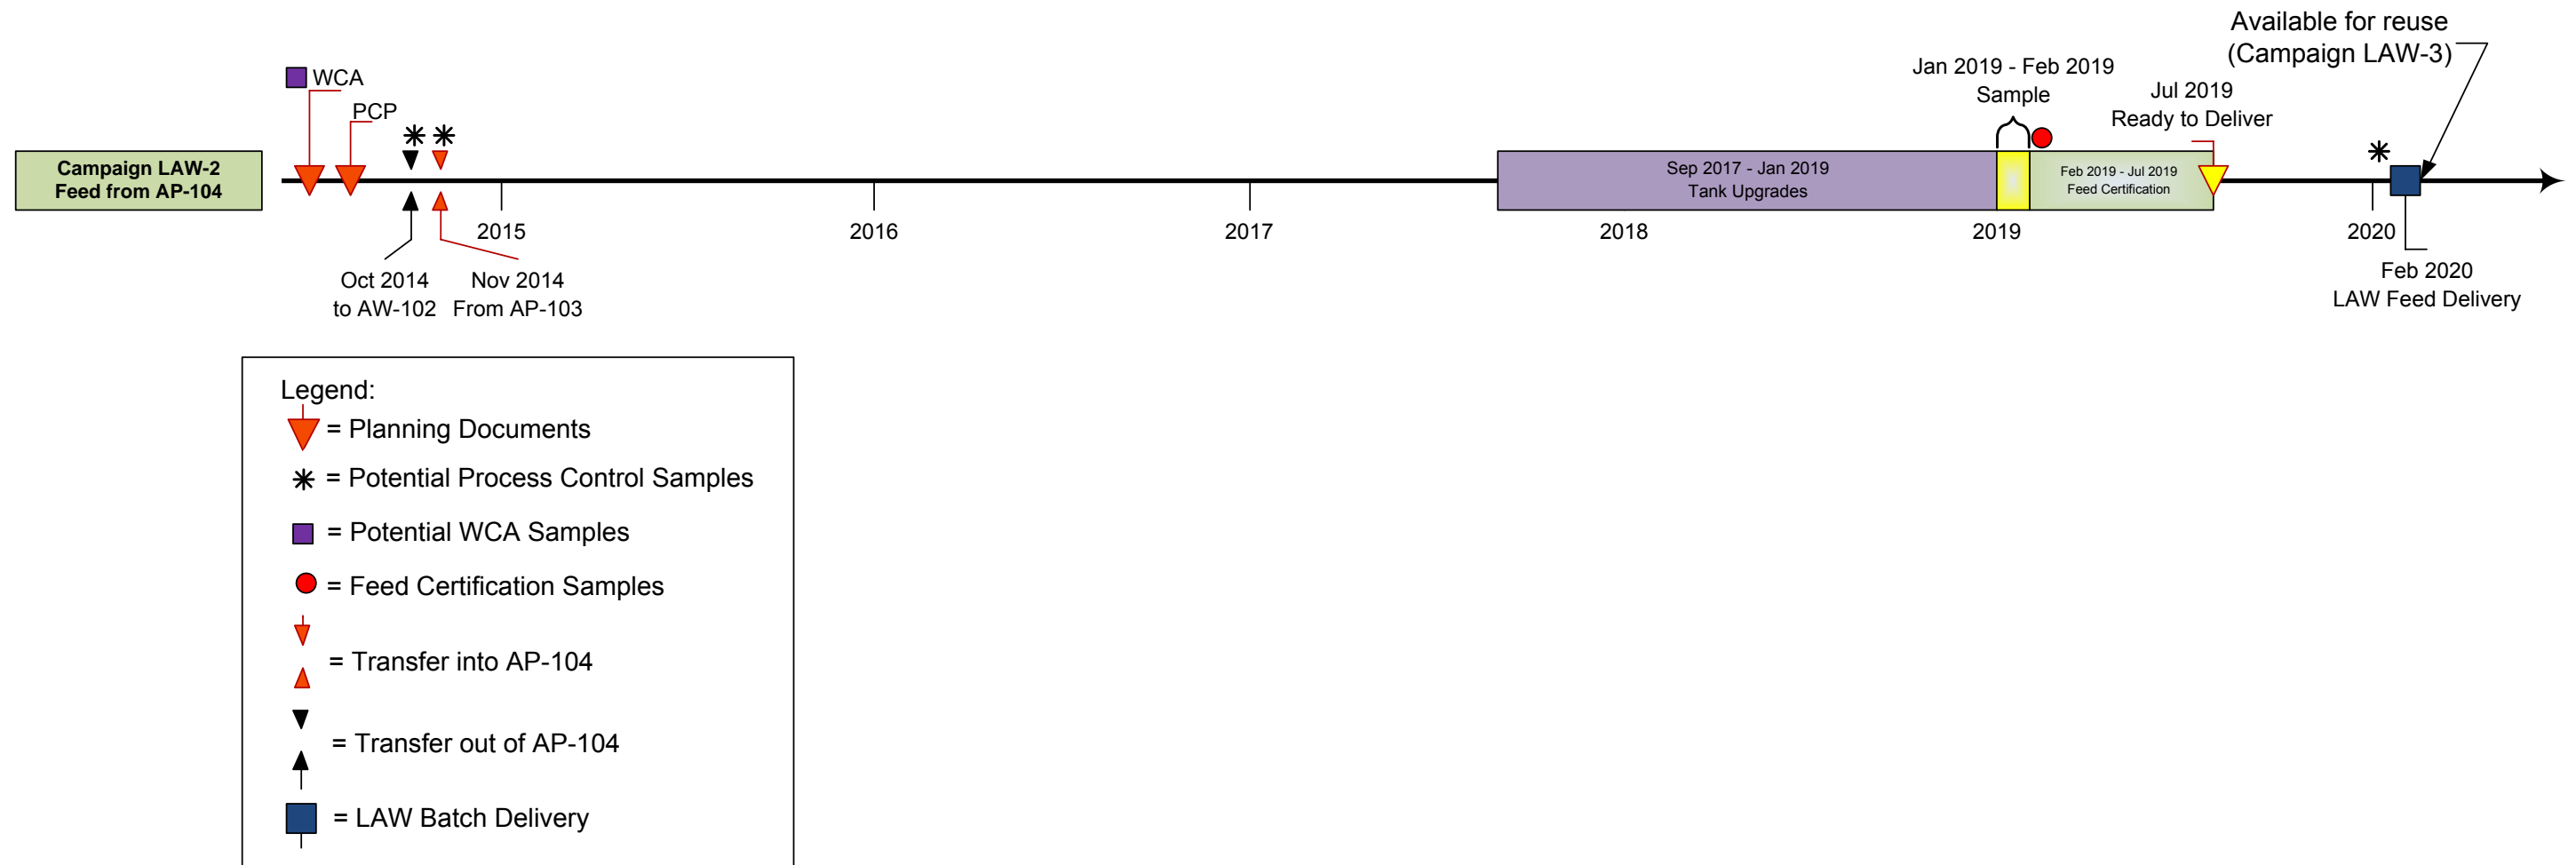 Available for reuse
(Campaign LAW-3)
WCA
Jan 2019 - Feb 2019
Sample
Jul 2019
Ready to Deliver
PCP
Campaign LAW-2
Feed from AP-104
Sep 2017 - Jan 2019
Tank Upgrades
Feb 2019 - Jul 2019
Feed Certification
2015
2016
2017
2018
2019
2020
Oct 2014
to AW-102
Nov 2014
From AP-103
Feb 2020
LAW Feed Delivery
Legend:
= Planning Documents
= Potential Process Control Samples
= Potential WCA Samples
= Feed Certification Samples
= Transfer into AP-104
= Transfer out of AP-104
= LAW Batch Delivery